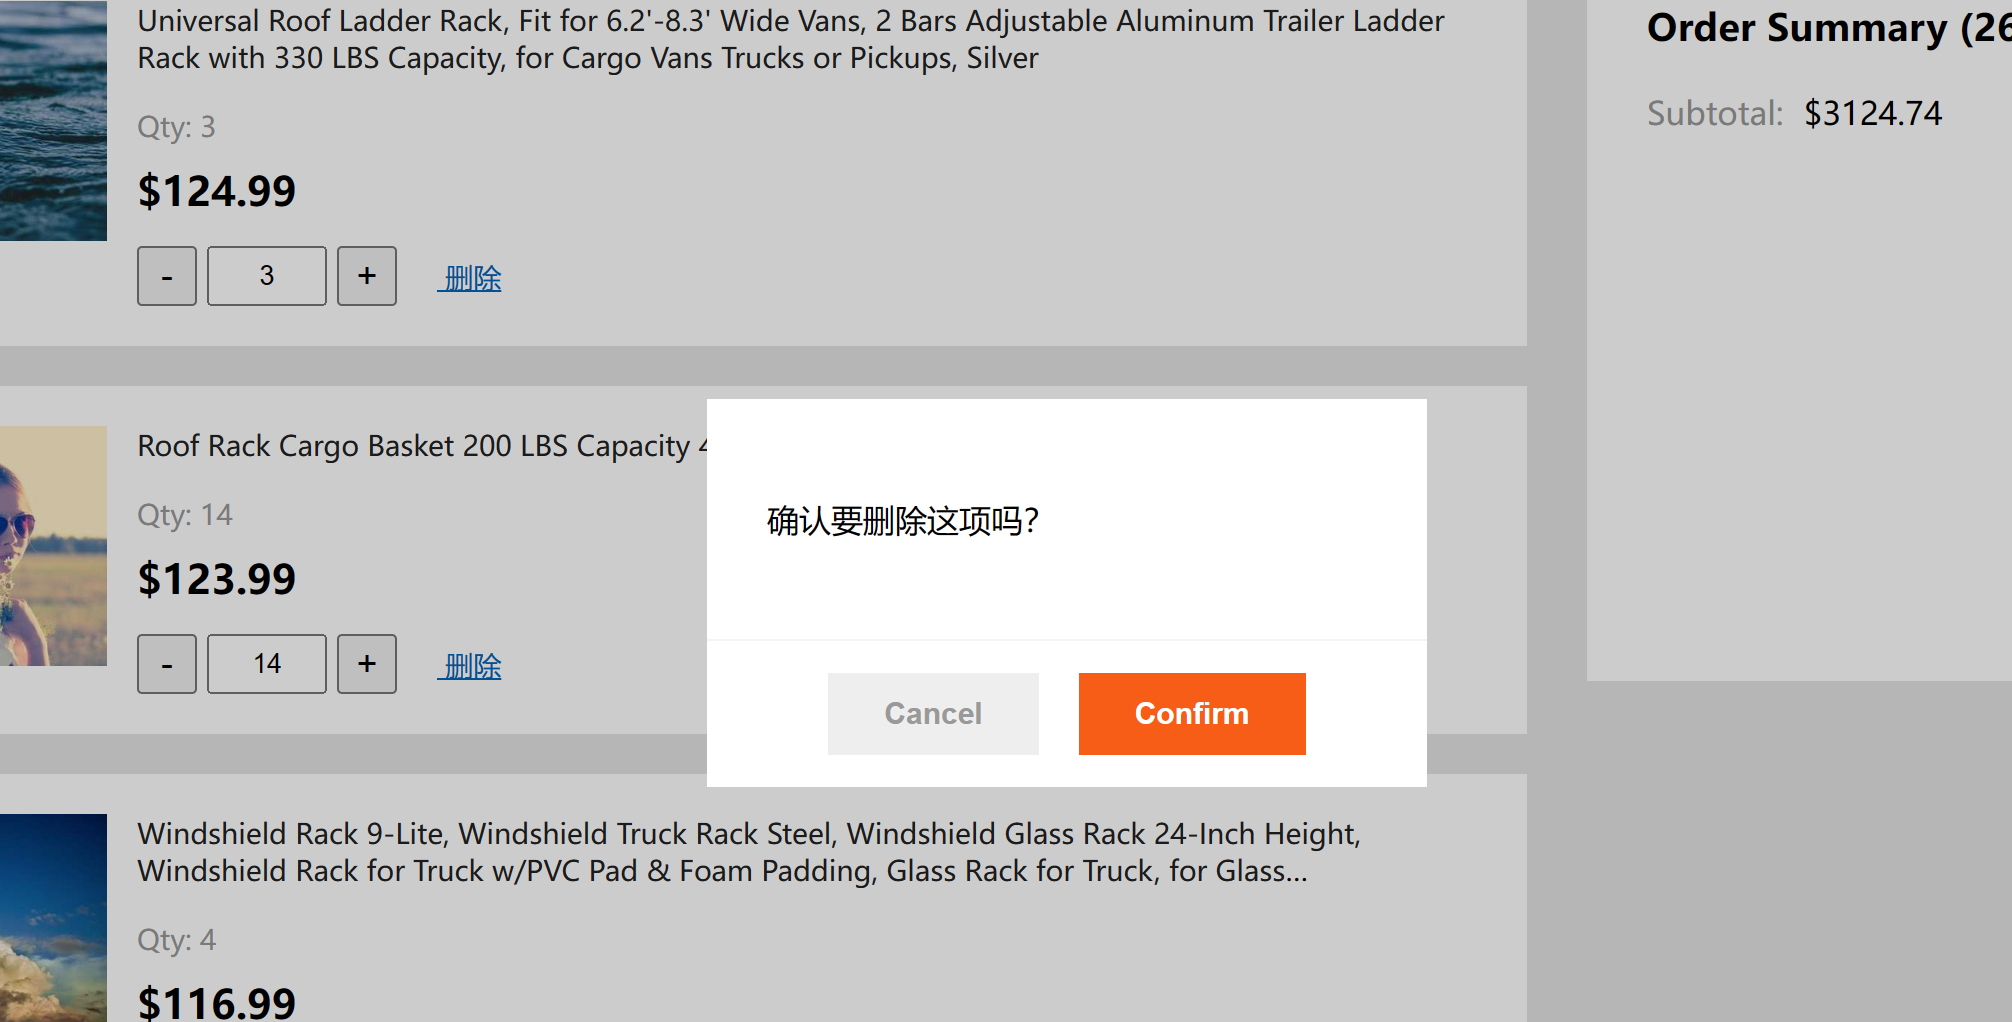 Universal Roof Ladder Rack, Fit for 6.2'-8.3' Wide Vans, 2 Bars Adjustable Aluminum Trailer Ladder
Rack with 330 LBS Capacity, for Cargo Vans Trucks or Pickups, Silver
Qty: 3
$124.99
- 3 + 删除
Roof Rack Cargo Basket 200 LBS Capacity
Qty: 14
$123.99
- 14 + 删除
Windshield Rack 9-Lite, Windshield Truck Rack Steel, Windshield Glass Rack 24-Inch Height,
Windshield Rack for Truck w/PVC Pad & Foam Padding, Glass Rack for Truck, for Glass...
Qty: 4
$116.99
确认要删除这项吗?
Cancel
Confirm
Order Summary (26
Subtotal: $3124.74